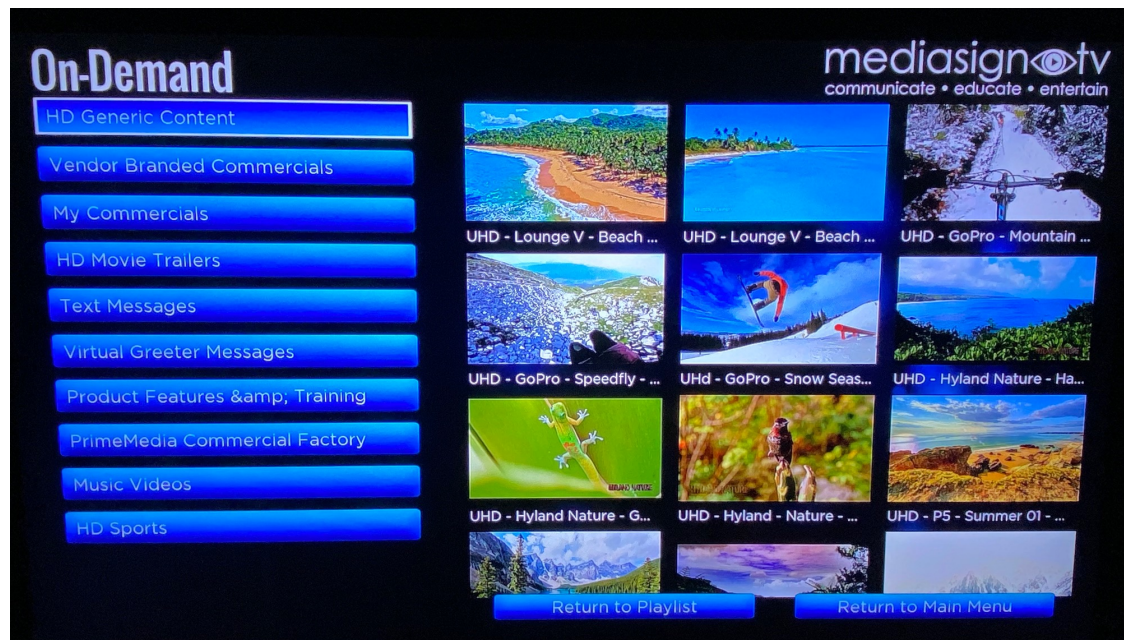 On-Demand
mediasign tv
communicate • educate • entertain
HD Generic Content
Vendor Branded Commercials
My Commercials
HD Movie Trailers
Text Messages
Virtual Greeter Messages
Product Features &amp; Training
PrimeMedia Commercial Factory
Music Videos
HD Sports
UHD - Lounge V - Beach ...
UHD - Lounge V - Beach ...
UHD - GoPro - Mountain ...
UHD - GoPro - Speedfly - ...
UHd - GoPro - Snow Seas...
UHD - Hyland Nature - Ha...
UHD - Hyland Nature - G...
UHD - Hyland - Nature - ...
UHD - P5 - Summer 01 - ...
Return to Playlist
Return to Main Menu